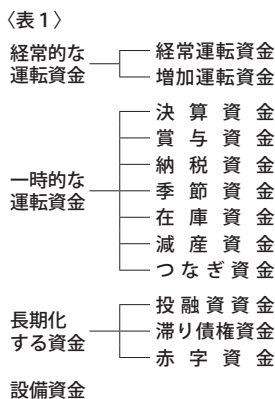 〈表1〉
経常的な
運転資金
経常運転資金
増加運転資金
一時的な
運転資金
決算資金
賞与資金
納税資金
季節資金
在庫資金
減産資金
つなぎ資金
長期化
する資金
投融資資金
滞り債権資金
赤字資金
設備資金